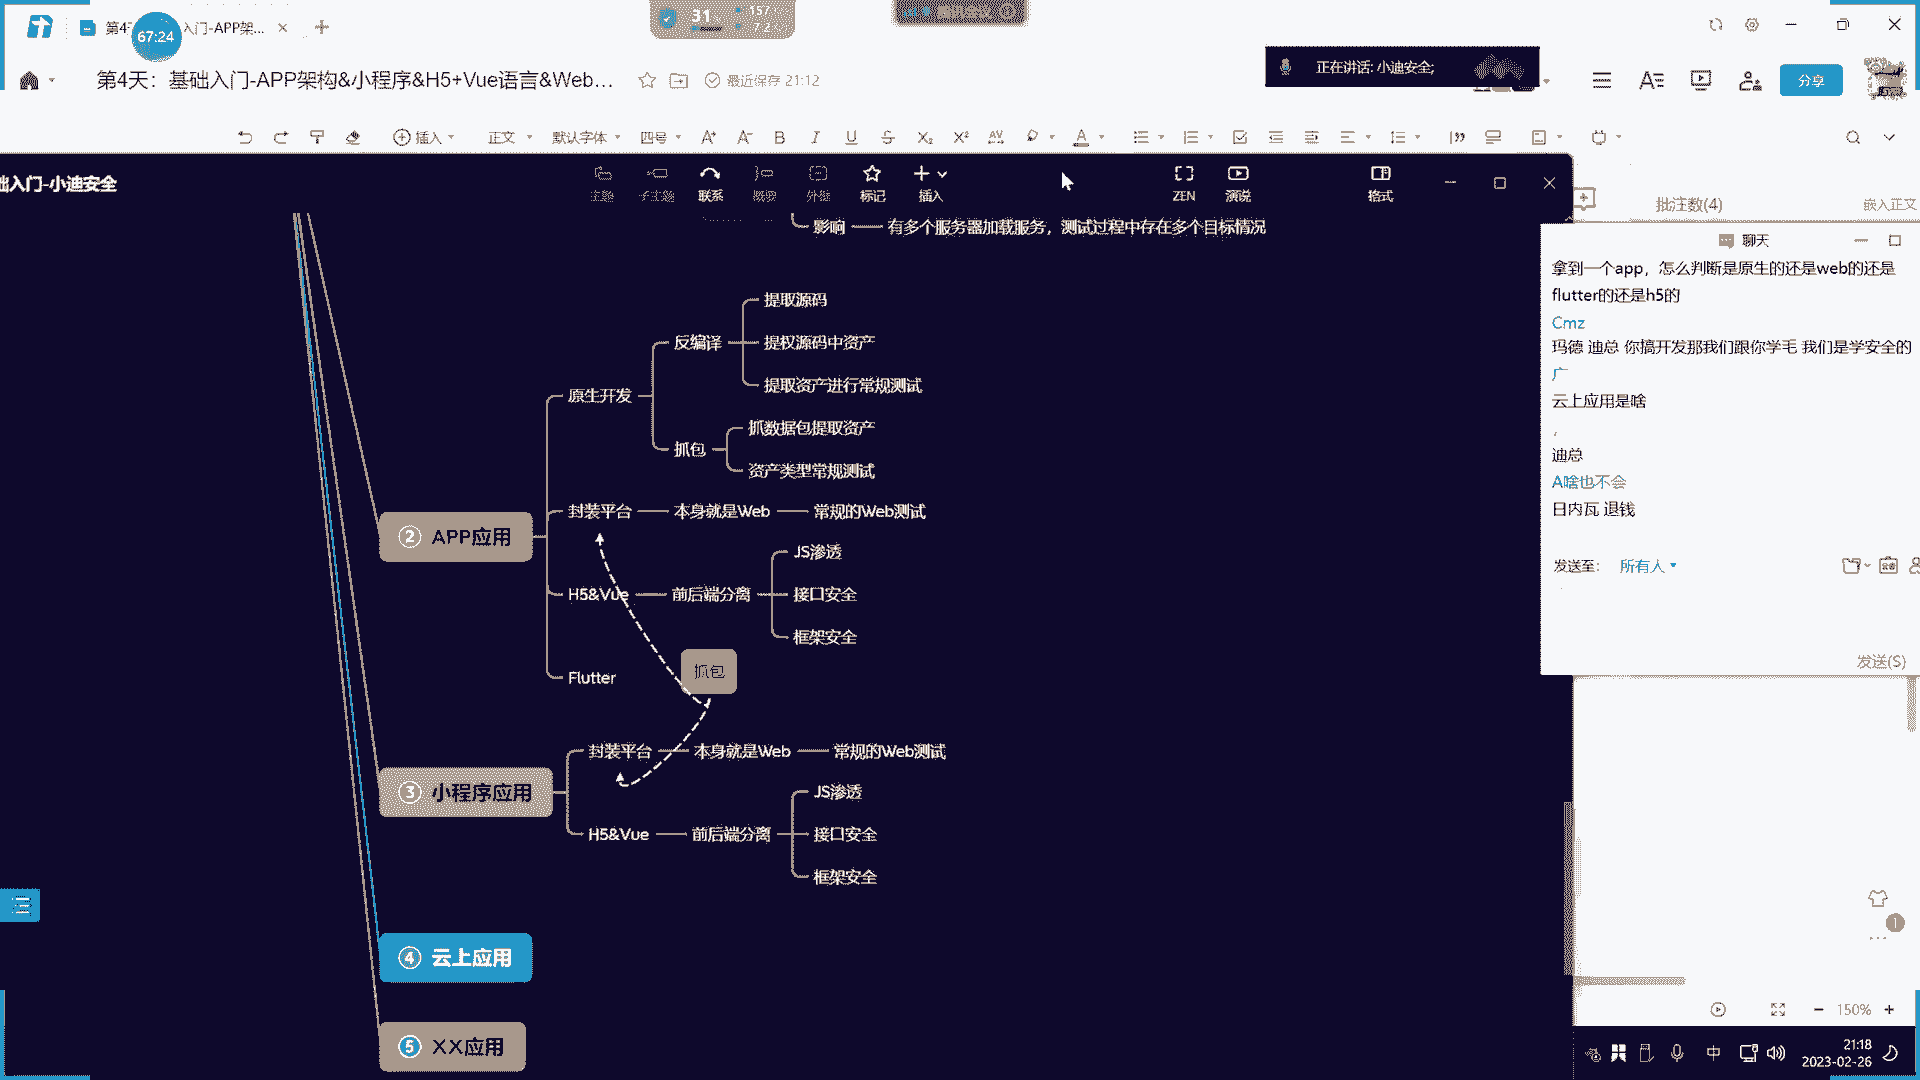 31
157
7.2
第4
67:24
入门-APP架...
第4天：基础入门-APP架构&小程序&H5+Vue语言&Web...
最近保存 21:12
正在讲话: 小迪安全;
分享
插入
正文
默认字体
四号
础入门-小迪安全
主题
子主题
联系
概要
外框
标记
插入
ZEN
演说
格式
批注数(4)
嵌入正文
影响
有多个服务器加载服务，测试过程中存在多个目标情况
② APP应用
原生开发
反编译
提取源码
提权源码中资产
提取资产进行常规测试
抓包
抓数据包提取资产
资产类型常规测试
封装平台
本身就是Web
常规的Web测试
H5&Vue
前后端分离
JS渗透
接口安全
框架安全
Flutter
抓包
③ 小程序应用
封装平台
本身就是Web
常规的Web测试
H5&Vue
前后端分离
JS渗透
接口安全
框架安全
④ 云上应用
⑤ XX应用
聊天
拿到一个app，怎么判断是原生的还是web的还是
flutter的还是h5的
Cmz
玛德 迪总 你搞开发那我们跟你学毛 我们是学安全的
广
云上应用是啥
,
迪总
A啥也不会
日内瓦 退钱
发送至：
所有人
发送(S)
1
150%
中
21:18
2023-02-26